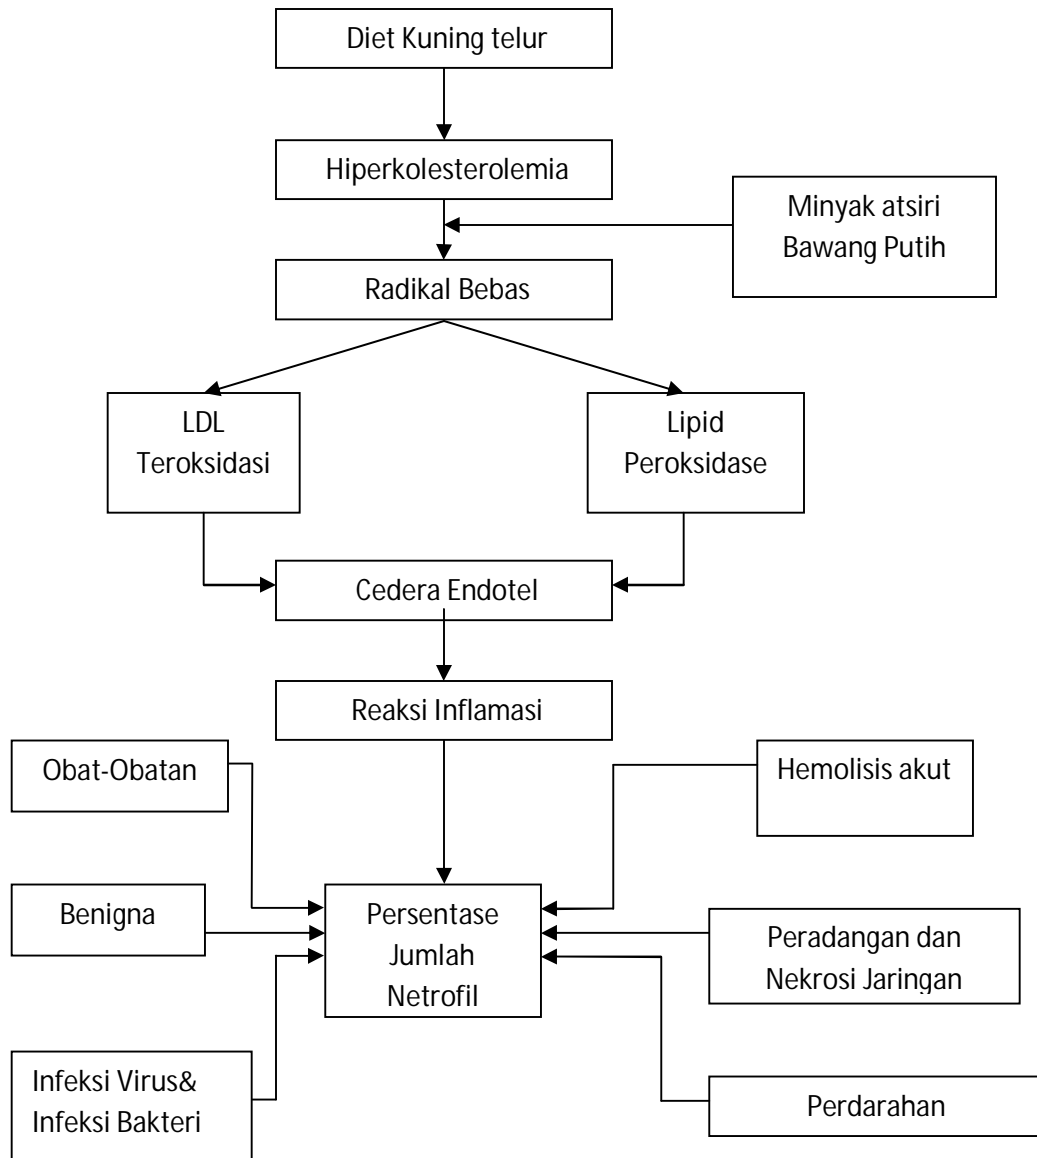 Diet Kuning telur
Hiperkolesterolemia
Minyak atsiri
Bawang Putih
Radikal Bebas
LDL
Teroksidasi
Lipid
Peroksidase
Cedera Endotel
Reaksi Inflamasi
Obat-Obatan
Hemolisis akut
Benigna
Persentase
Jumlah
Netrofil
Peradangan dan
Nekrosi Jaringan
Infeksi Virus&
Infeksi Bakteri
Perdarahan